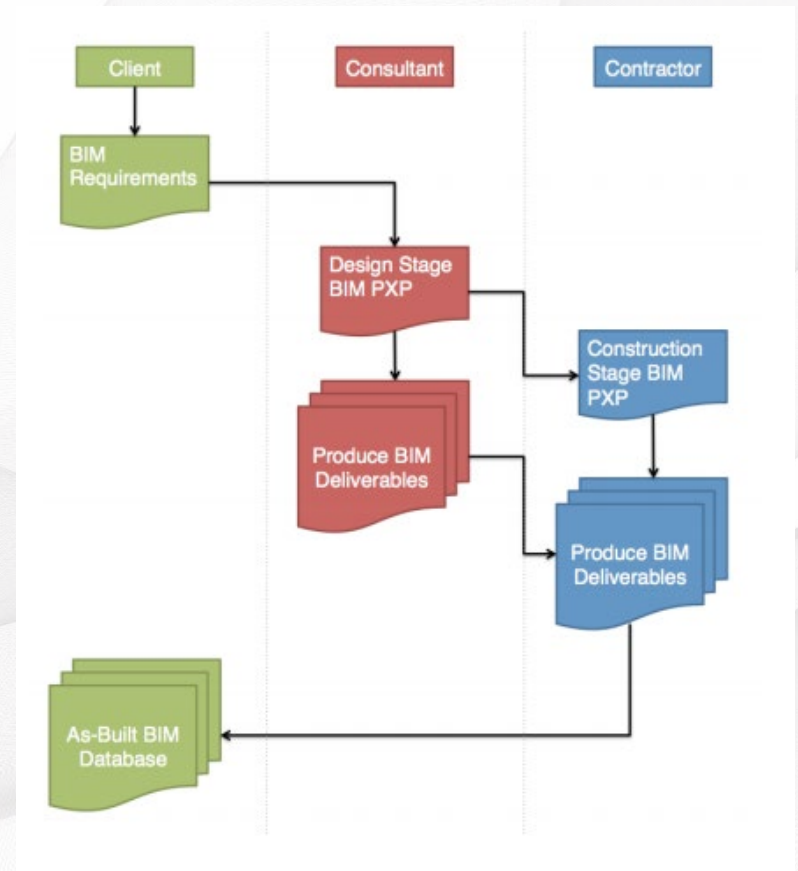 Client
Consultant
Contractor
BIM
Requirements
Design Stage
BIM PXP
Construction
Stage BIM
PXP
Produce BIM
Deliverables
Produce BIM
Deliverables
As-Built BIM
Database